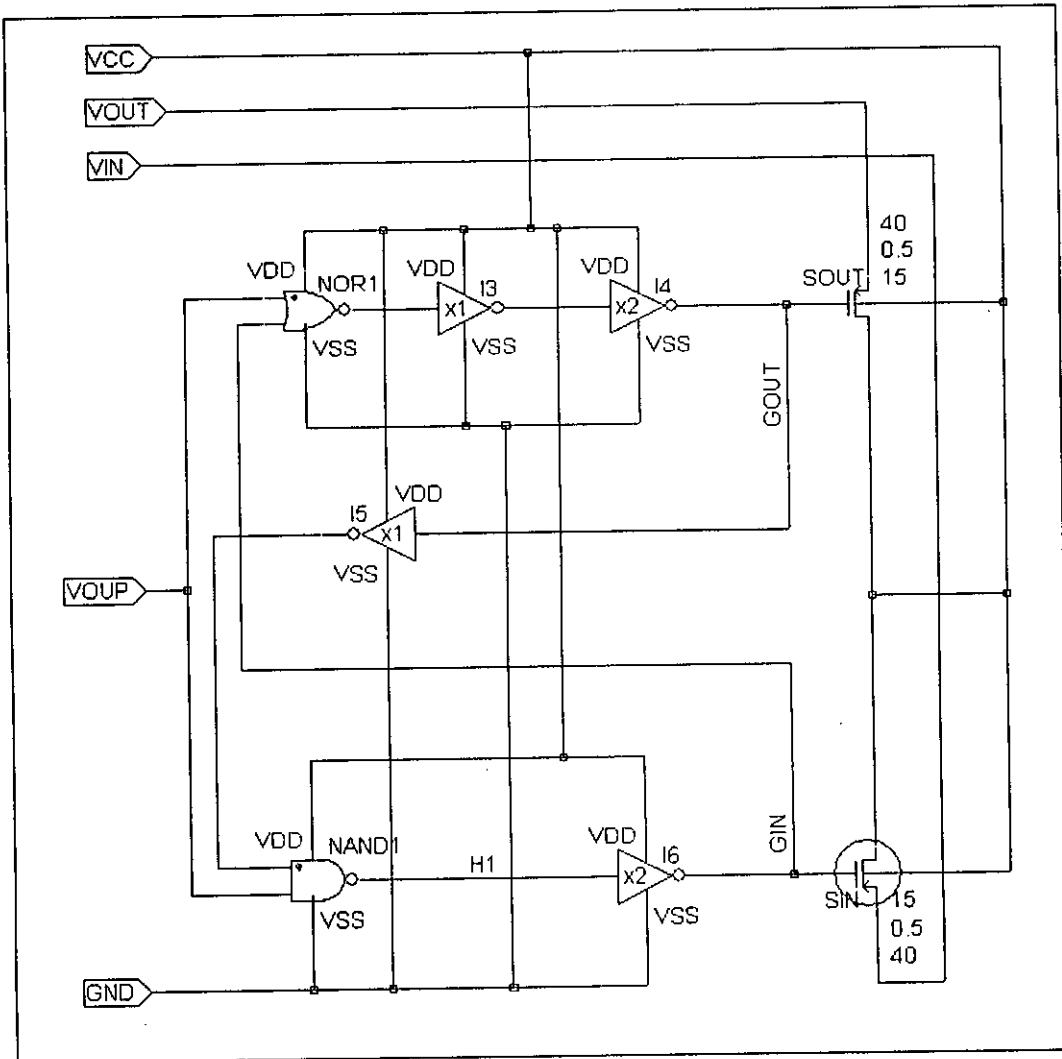 VCC
VOUT
VIN
40
0.5
15
SOUT
VDD
NOR1
VDD
I3
VDD
I4
x1
x2
VSS
VSS
VSS
GOUT
VDD
I5
x1
VSS
VOUP
GIN
VDD
NAND1
H1
VDD
I6
x2
VSS
VSS
SIN
15
0.5
40
GND